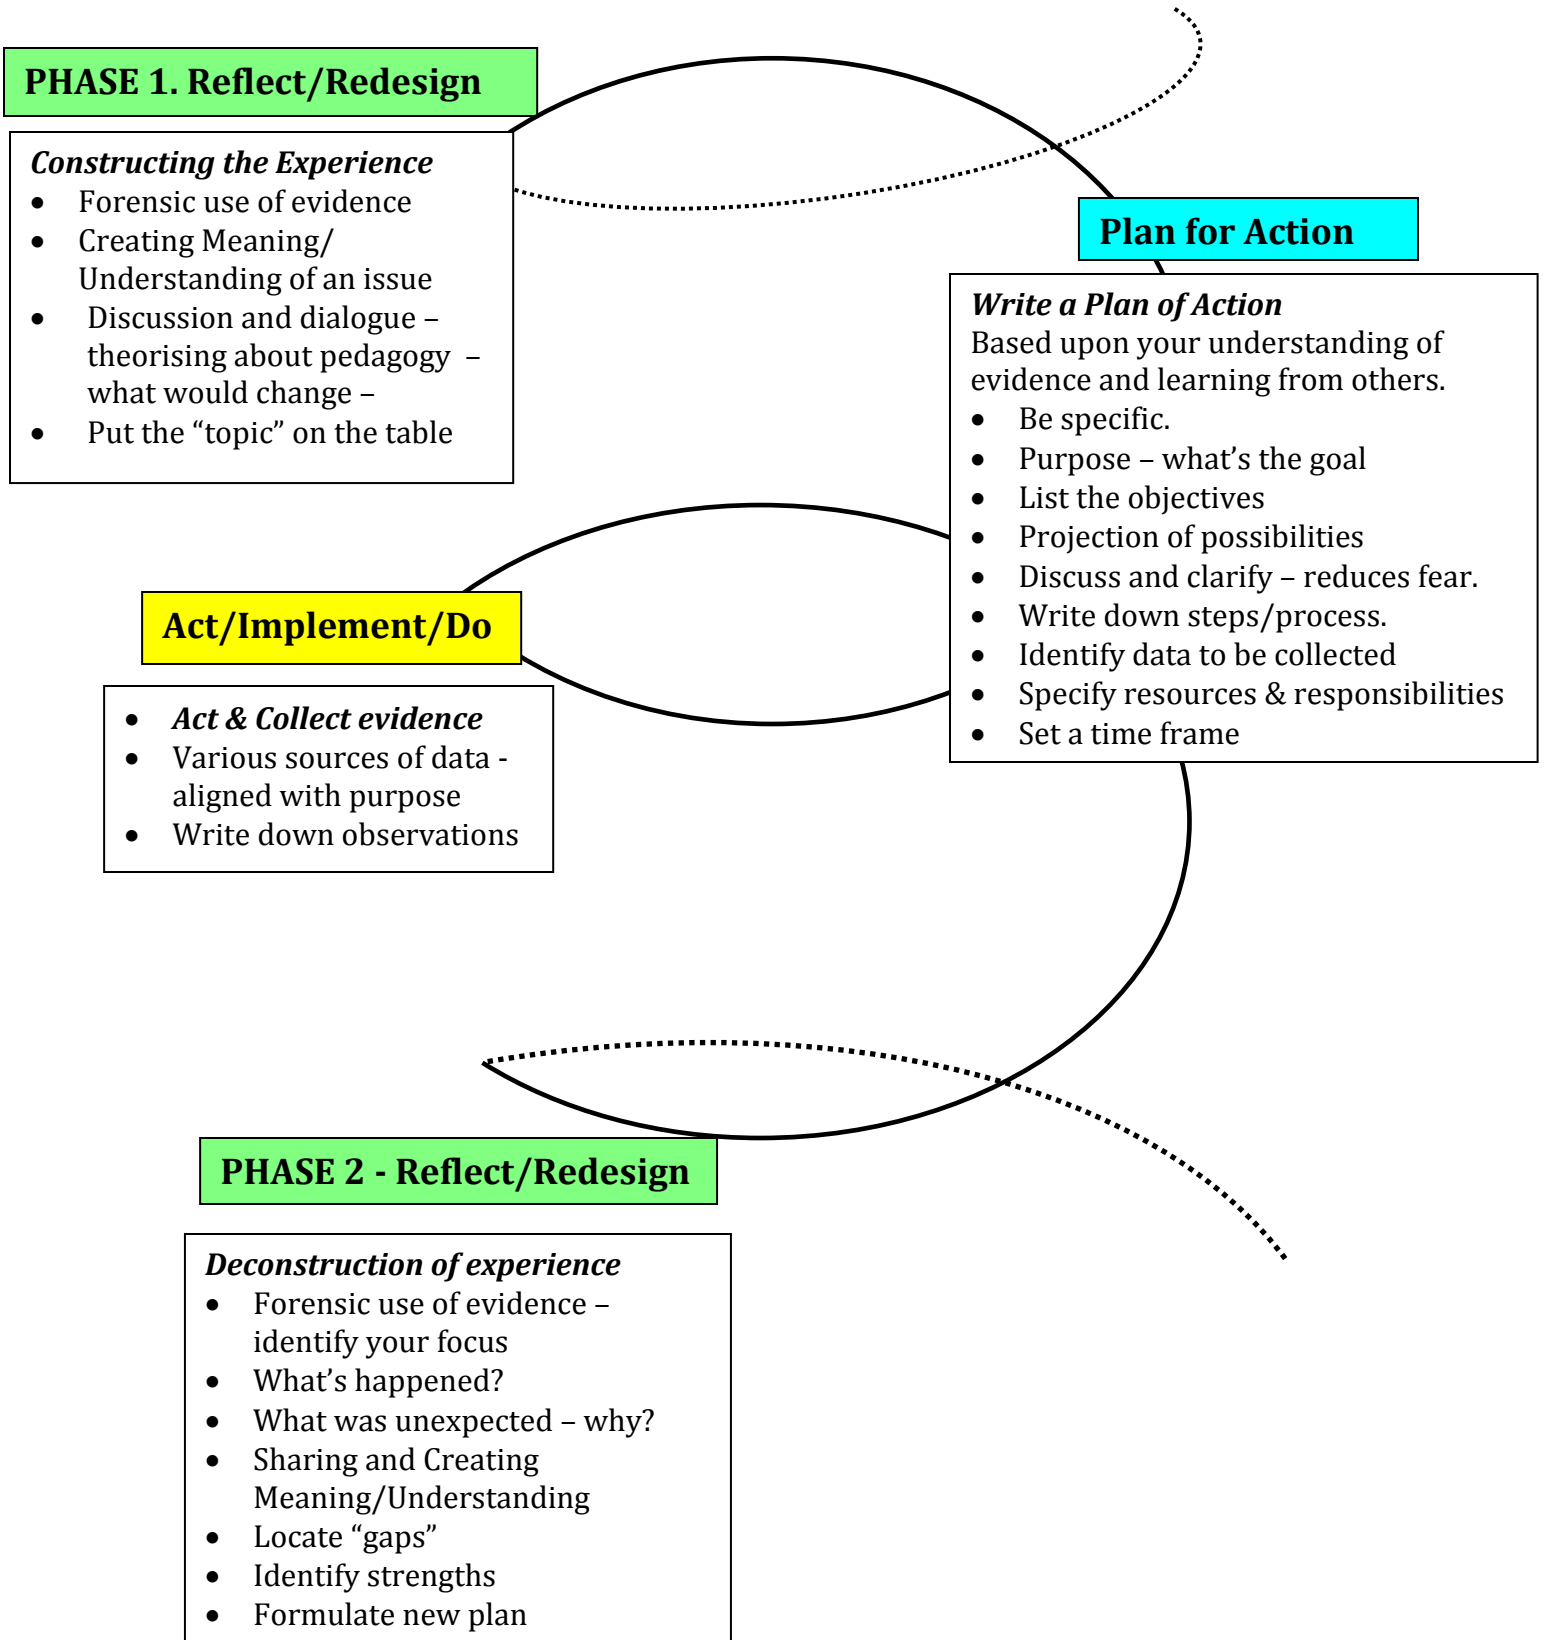 PHASE 1. Reflect/Redesign
Constructing the Experience
• Forensic use of evidence
• Creating Meaning/
Understanding of an issue
• Discussion and dialogue –
theorising about pedagogy –
what would change –
• Put the “topic” on the table
Plan for Action
Write a Plan of Action
Based upon your understanding of
evidence and learning from others.
• Be specific.
• Purpose – what’s the goal
• List the objectives
• Projection of possibilities
• Discuss and clarify – reduces fear.
• Write down steps/process.
• Identify data to be collected
• Specify resources & responsibilities
• Set a time frame
Act/Implement/Do
• Act & Collect evidence
• Various sources of data -
aligned with purpose
• Write down observations
PHASE 2 - Reflect/Redesign
Deconstruction of experience
• Forensic use of evidence –
identify your focus
• What’s happened?
• What was unexpected – why?
• Sharing and Creating
Meaning/Understanding
• Locate “gaps”
• Identify strengths
• Formulate new plan